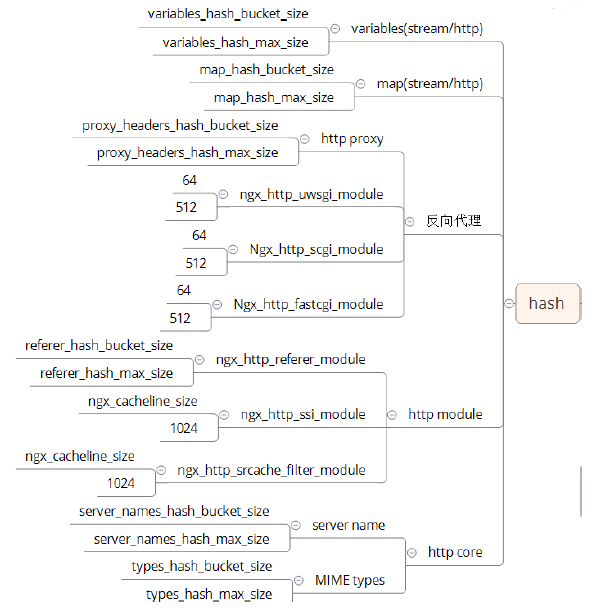 variables_hash_bucket_size
variables(stream/http)
variables_hash_max_size
map_hash_bucket_size
map(stream/http)
map_hash_max_size
proxy_headers_hash_bucket_size
http proxy
proxy_headers_hash_max_size
64
ngx_http_uwsgi_module
512
反向代理
64
Ngx_http_scgi_module
512
64
Ngx_http_fastcgi_module
512
hash
referer_hash_bucket_size
ngx_http_referer_module
referer_hash_max_size
ngx_cacheline_size
ngx_http_ssi_module
http module
1024
ngx_cacheline_size
ngx_http_srcache_filter_module
1024
server_names_hash_bucket_size
server name
server_names_hash_max_size
http core
types_hash_bucket_size
MIME types
types_hash_max_size